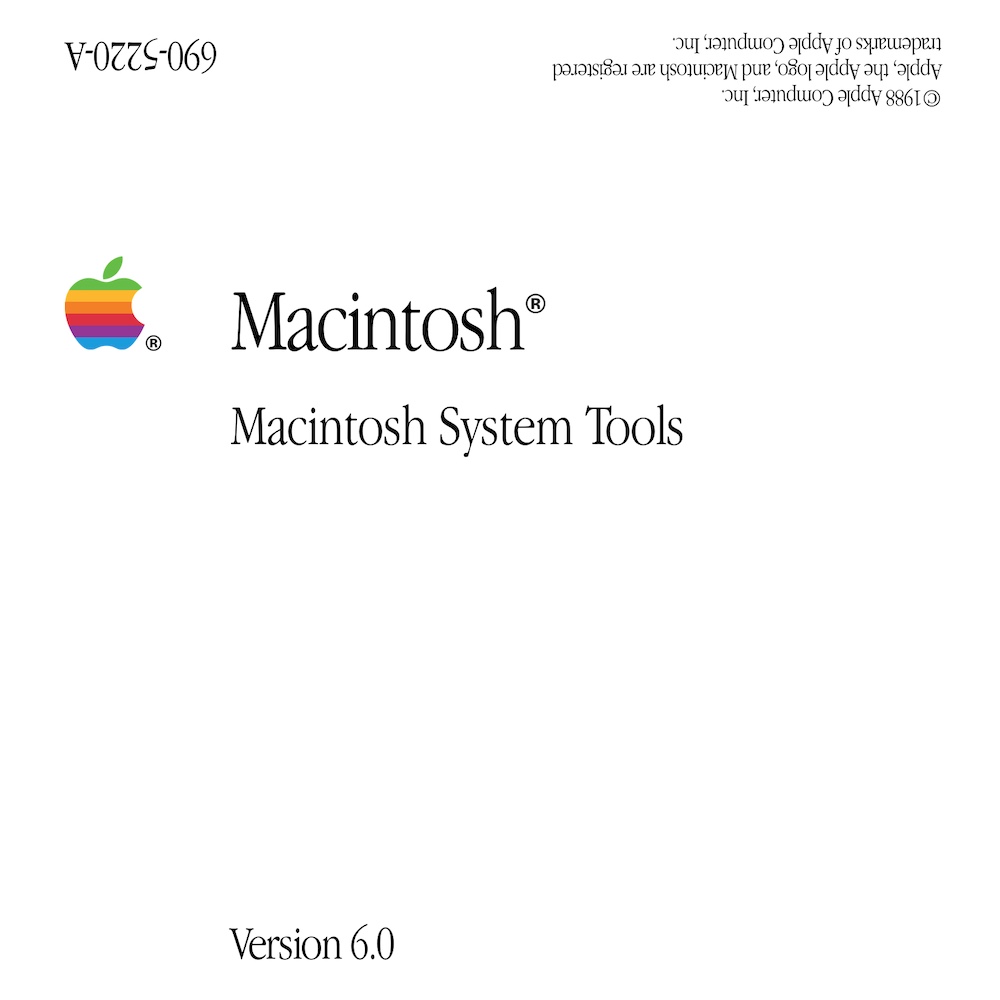 690-5220-A
©1988 Apple Computer, Inc.
Apple, the Apple logo, and Macintosh are registered
trademarks of Apple Computer, Inc.
®
Macintosh®
Macintosh System Tools
Version 6.0